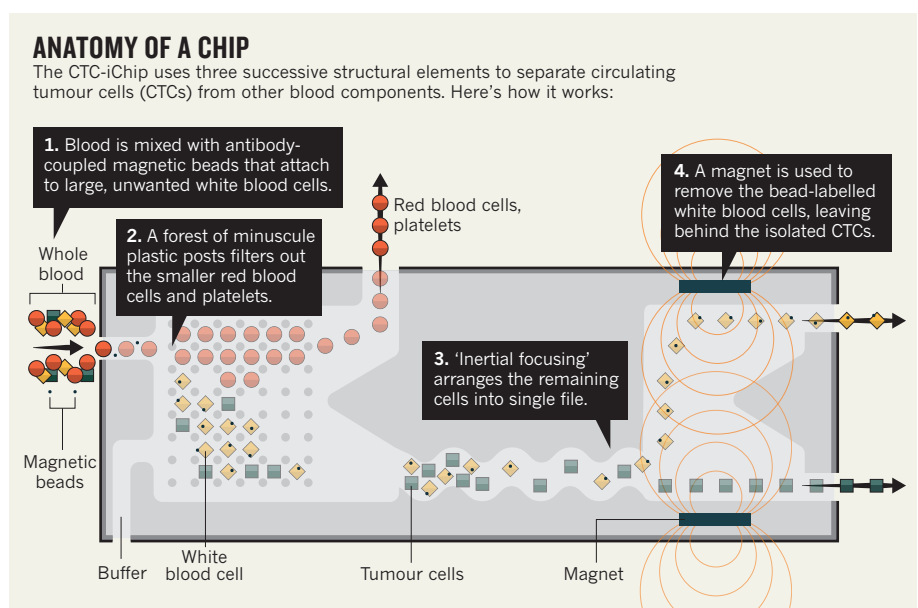 ANATOMY OF A CHIP
The CTC-iChip uses three successive structural elements to separate circulating
tumour cells (CTCs) from other blood components. Here's how it works:
1. Blood is mixed with antibody-
coupled magnetic beads that attach
to large, unwanted white blood cells.
2. A forest of minuscule
plastic posts filters out
the smaller red blood
cells and platelets.
Red blood cells,
platelets
4. A magnet is used to
remove the bead-labelled
white blood cells, leaving
behind the isolated CTCs.
Whole
blood
3. ‘Inertial focusing’
arranges the remaining
cells into single file.
Magnetic
beads
Buffer
White
blood cell
Tumour cells
Magnet